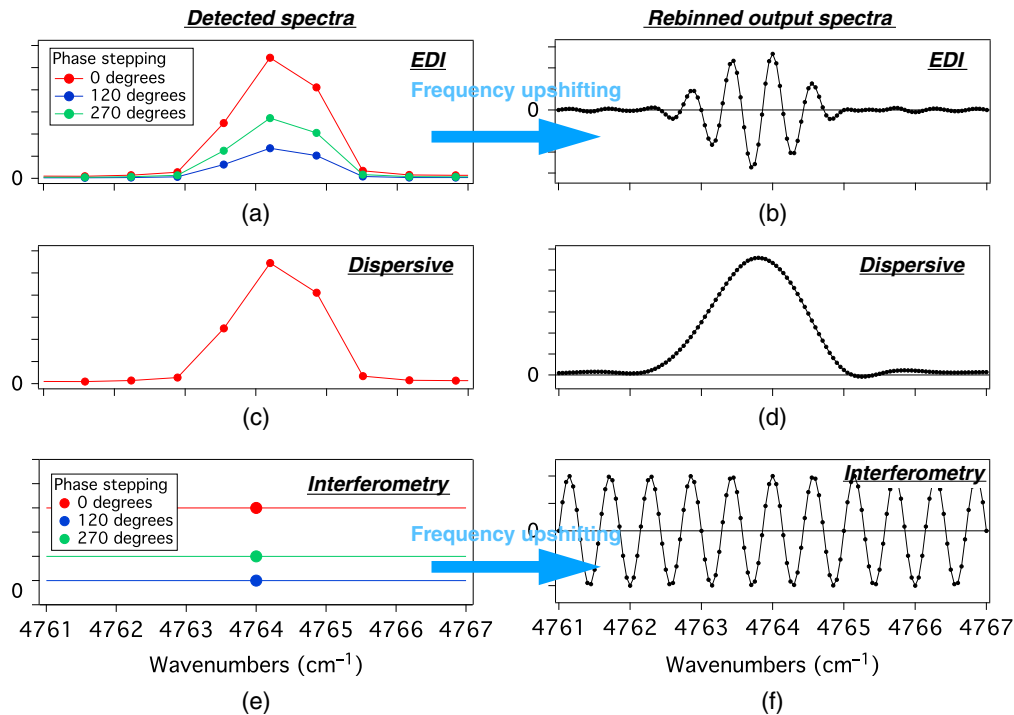 Detected spectra
Rebinned output spectra
Phase stepping
0 degrees
120 degrees
270 degrees
EDI
Frequency upshifting
EDI
0
0
(a)
(b)
Dispersive
Dispersive
0
0
(c)
(d)
Phase stepping
0 degrees
120 degrees
270 degrees
Interferometry
Frequency upshifting
Interferometry
0
0
4761 4762 4763 4764 4765 4766 4767
4761 4762 4763 4764 4765 4766 4767
Wavenumbers (cm⁻¹)
Wavenumbers (cm⁻¹)
(e)
(f)